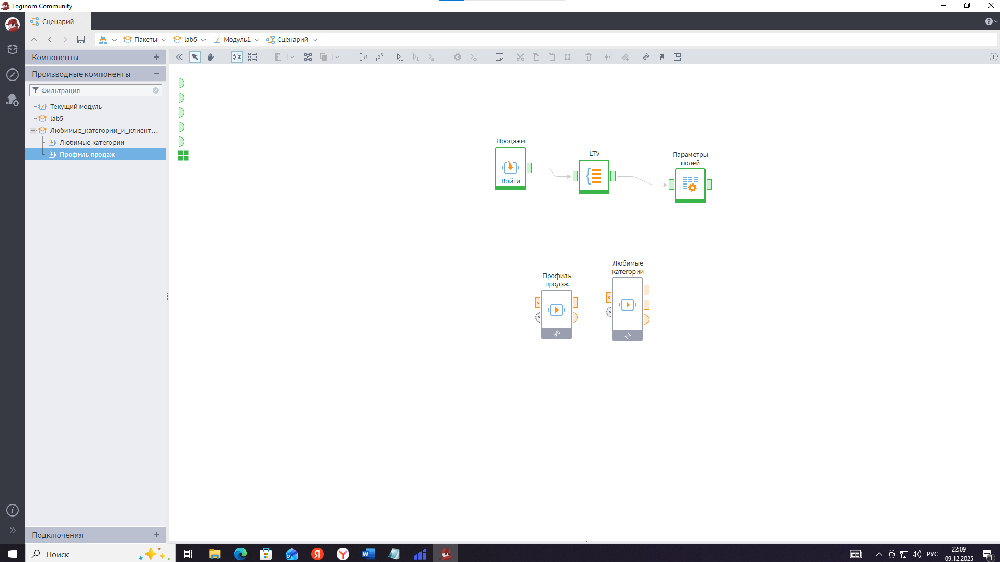 Loginom Community
Сценарий
Пакеты
lab5
Модуль1
Сценарий
Компоненты
Производные компоненты
Фильтрация
Текущий модуль
lab5
Любимые_категории_и_клиент...
Любимые категории
Профиль продаж
Продажи
Войти
LTV
Параметры
полей
Профиль
продаж
Любимые
категории
Подключения
Поиск
РУС
22:09
09.12.2025
1